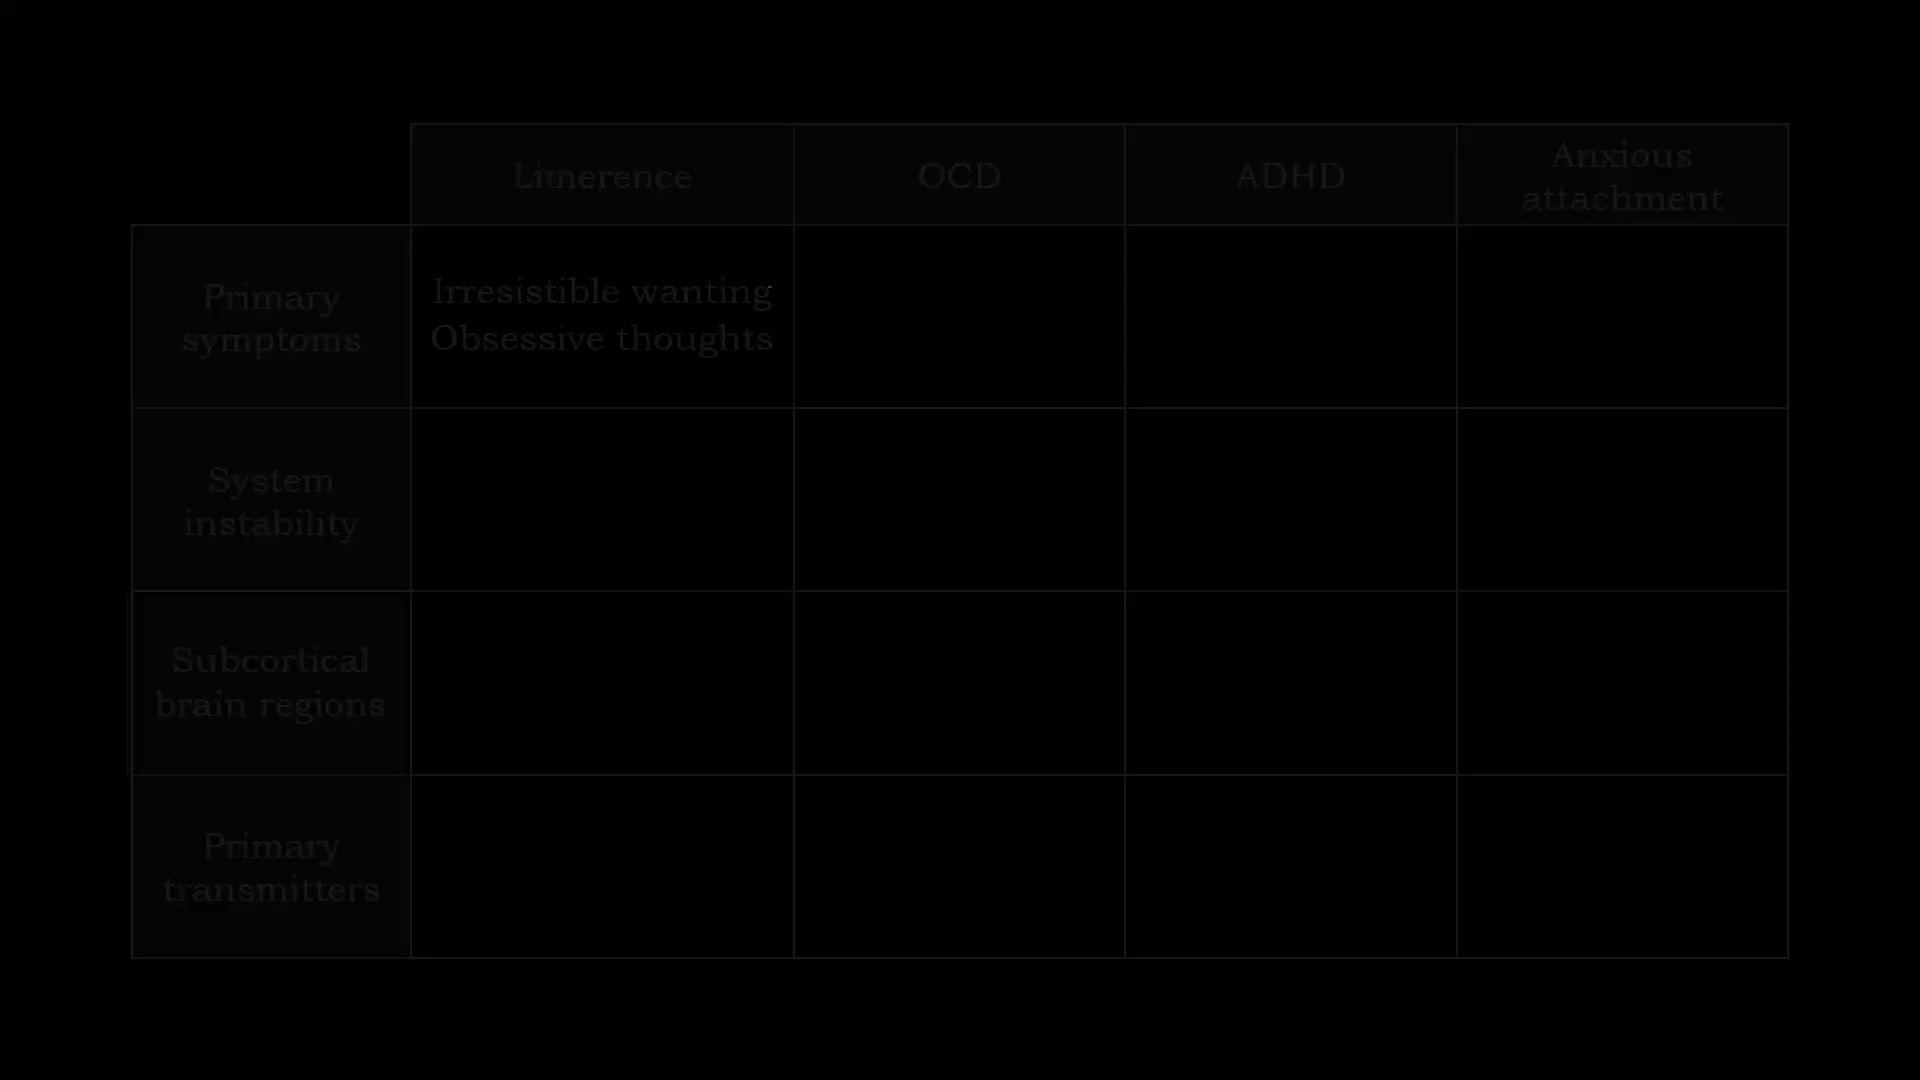 Limerence
OCD
ADHD
Anxious
attachment
Primary
symptoms
Irresistible wanting
Obsessive thoughts
System
instability
Subcortical
brain regions
Primary
transmitters